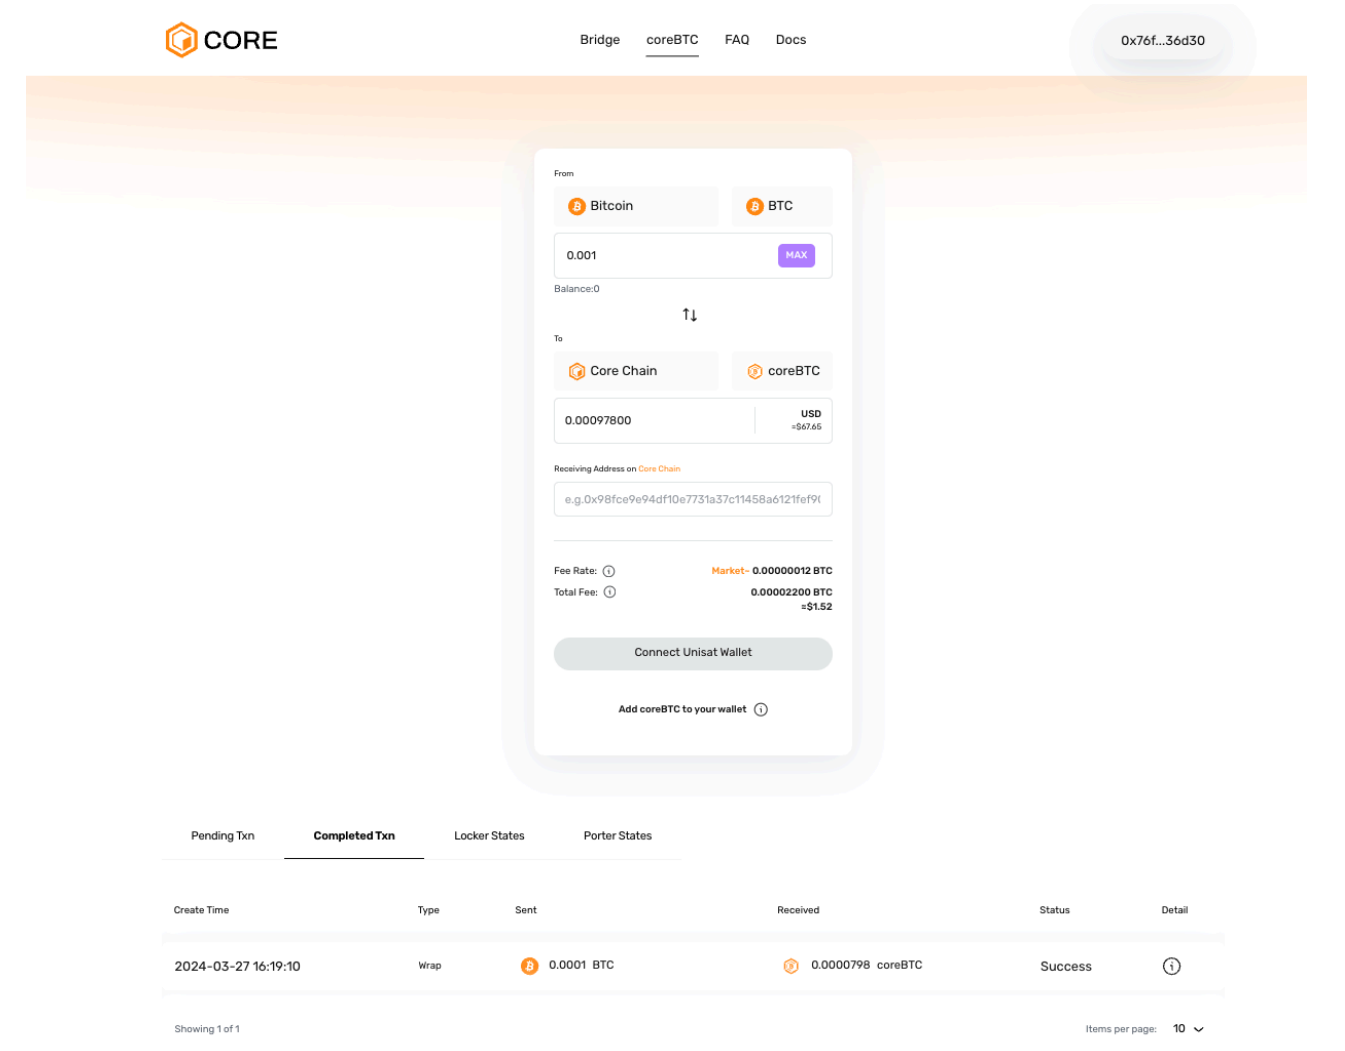 CORE
Bridge coreBTC FAQ Docs
0x76f...36d30
From
Bitcoin BTC
0.001 MAX
Balance:0
To
Core Chain coreBTC
0.00097800 USD
≈$67.65
Receiving Address on Core Chain
e.g.0x98fce9e94df10e7731a37c11458a6121fef9(
Fee Rate: Market- 0.00000012 BTC
Total Fee: 0.00002200 BTC
≈$1.52
Connect Unisat Wallet
Add coreBTC to your wallet
Pending Txn Completed Txn Locker States Porter States
Create Time Type Sent Received Status Detail
2024-03-27 16:19:10 Wrap 0.0001 BTC 0.0000798 coreBTC Success
Showing 1 of 1 Items per page: 10